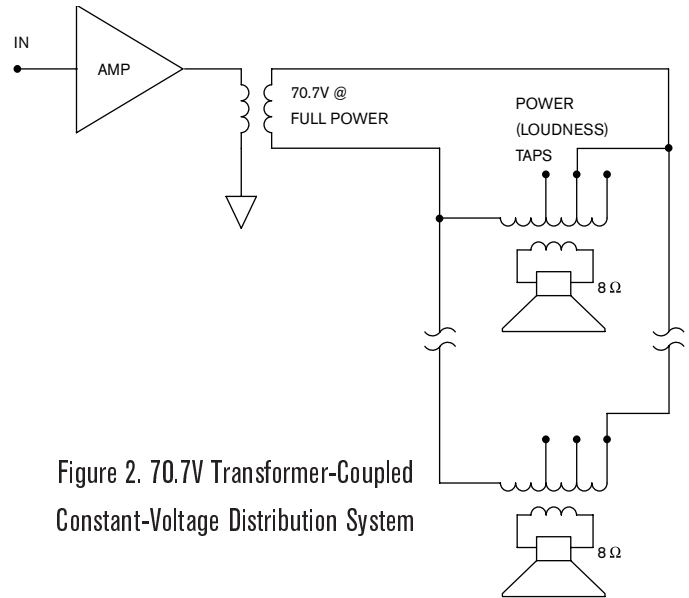 IN
AMP
70.7V @
FULL POWER
POWER
(LOUDNESS)
TAPS
8 Ω
8 Ω
Figure 2. 70.7V Transformer-Coupled
Constant-Voltage Distribution System